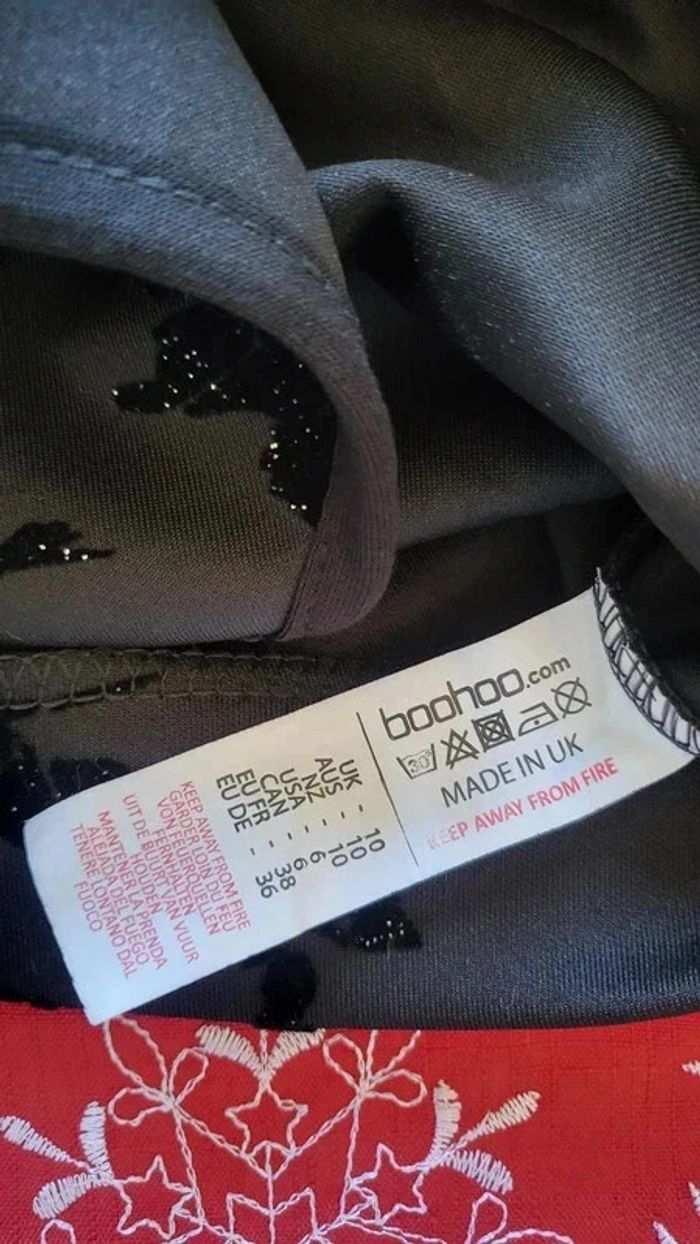 boohoo.com
30°
MADE IN UK
KEEP AWAY FROM FIRE
UK - 10
AUS - 10
NZ - 10
USA - 6
CAN - 6
EU FR - 38
EU DE - 36
KEEP AWAY FROM FIRE
GARDER LOIN DU FEU
VON FEUERQUELLEN
FERNHALTEN
UIT DE BUURT VAN VUUR
HOUDEN
MANTENER LA PRENDA
ALEJADA DEL FUEGO
TENERE LONTANO DAL
FUOCO